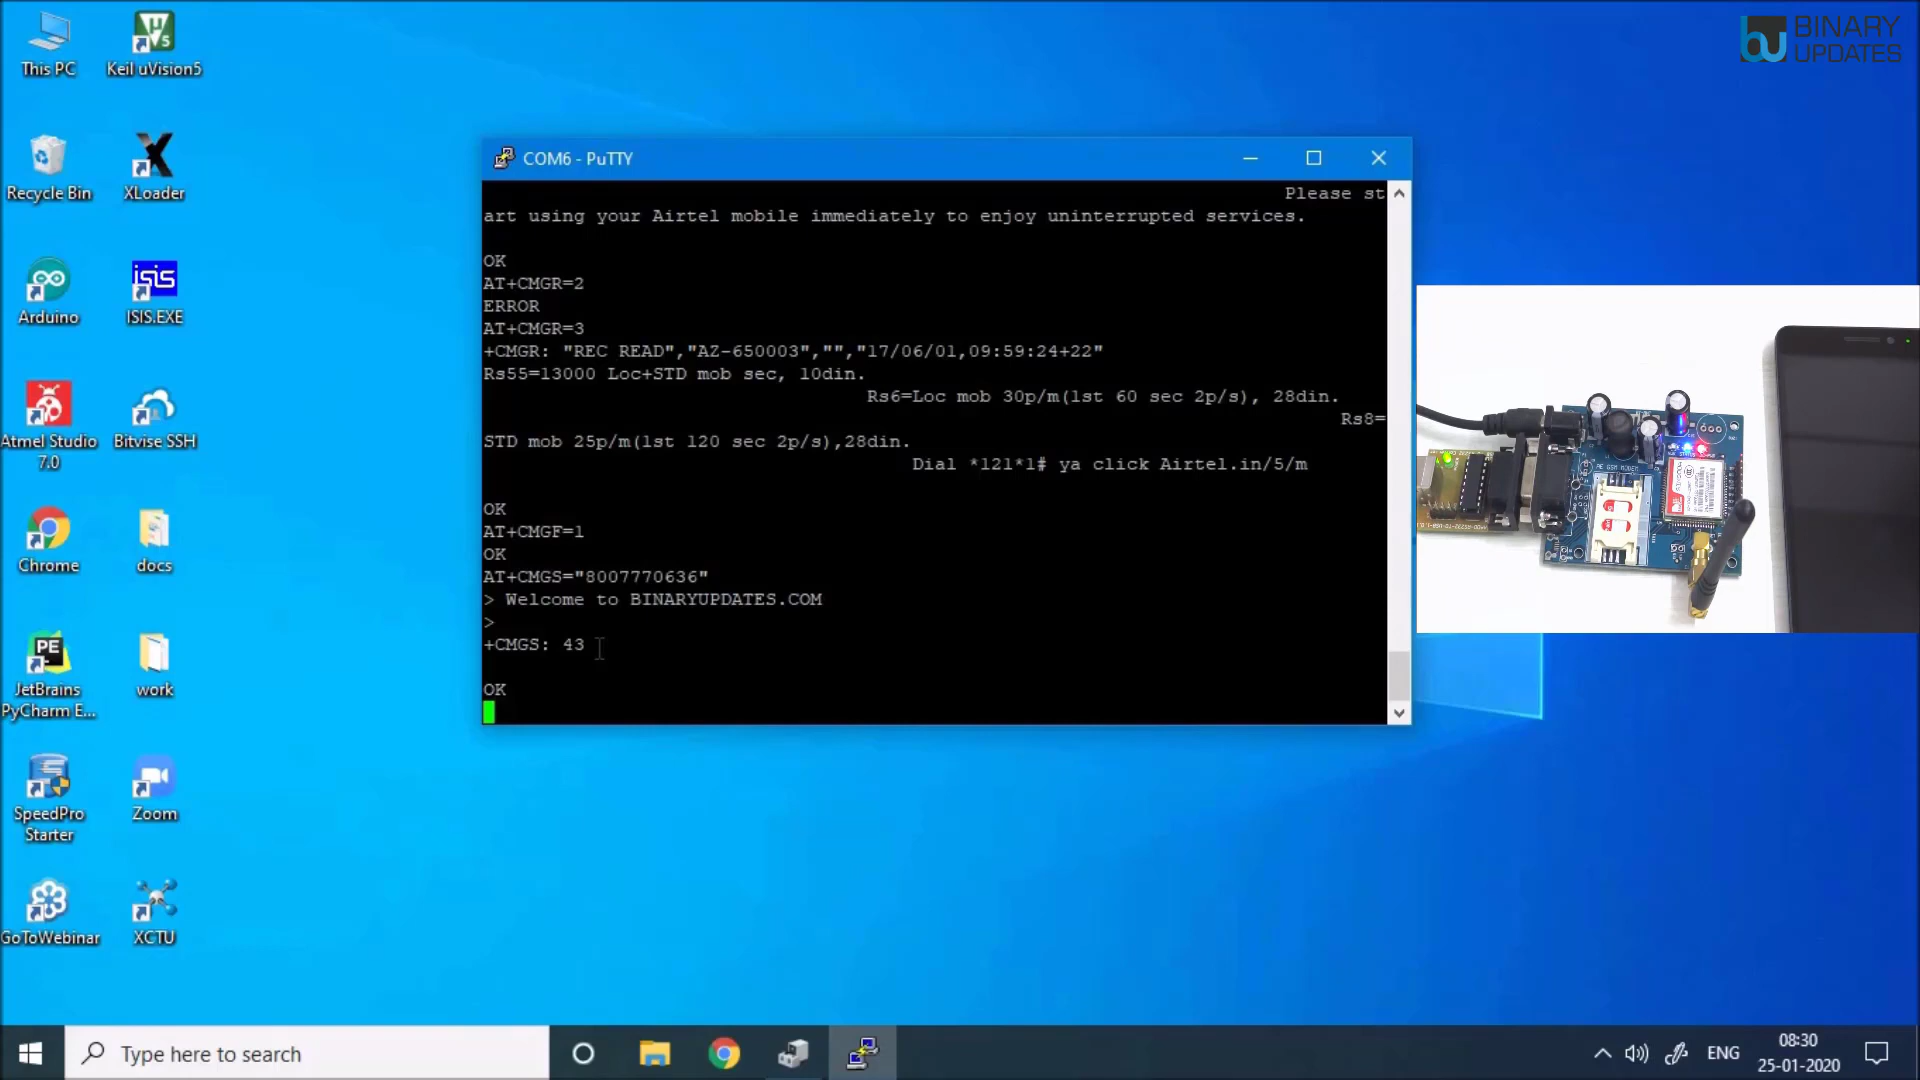 BINARY
UPDATES
This PC
Keil uVision5
Recycle Bin
XLoader
Arduino
isis
ISIS.EXE
Atmel Studio
7.0
Bitvise SSH
Chrome
docs
PE
JetBrains
PyCharm E...
work
SpeedPro
Starter
Zoom
GoToWebinar
XCTU
COM6 - PuTTY
Please st
art using your Airtel mobile immediately to enjoy uninterrupted services.
OK
AT+CMGR=2
ERROR
AT+CMGR=3
+CMGR: "REC READ","AZ-650003","","17/06/01,09:59:24+22"
Rs55=13000 Loc+STD mob sec, 10din.
Rs6=Loc mob 30p/m(1st 60 sec 2p/s), 28din.
Rs8=
STD mob 25p/m(1st 120 sec 2p/s),28din.
Dial *121*1# ya click Airtel.in/5/m
OK
AT+CMGF=1
OK
AT+CMGS="8007770636"
> Welcome to BINARYUPDATES.COM
>
+CMGS: 43
OK
Type here to search
ENG
08:30
25-01-2020